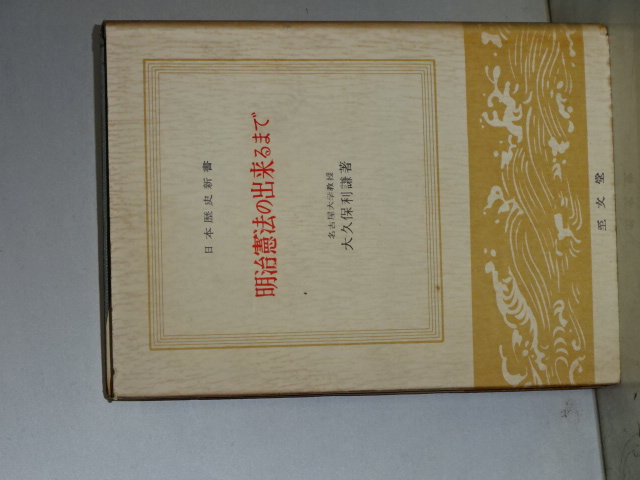 日本歴史新書
明治憲法の出来るまで
名古屋大学教授
大久保利謙著
至文堂